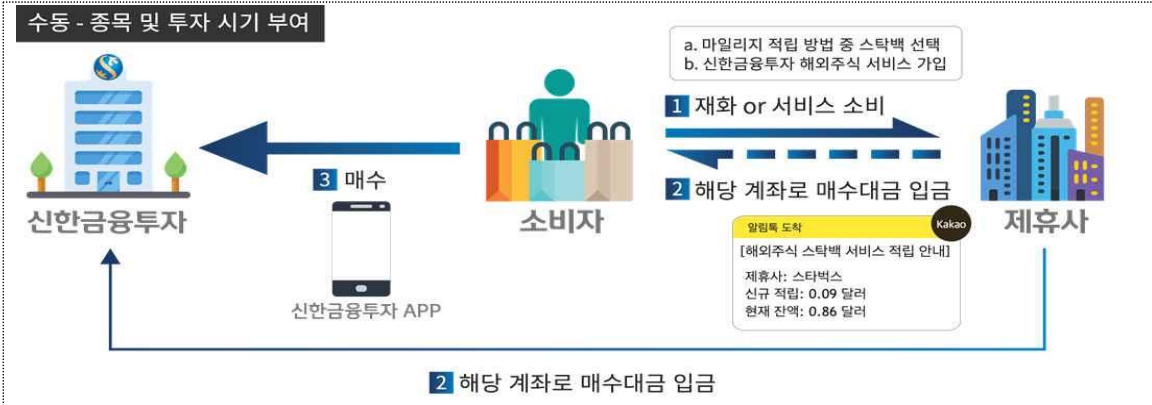 수동 - 종목 및 투자 시기 부여
a. 마일리지 적립 방법 중 스탁백 선택
b. 신한금융투자 해외주식 서비스 가입
1 재화 or 서비스 소비
3 매수
2 해당 계좌로 매수대금 입금
신한금융투자
소비자
제휴사
알림톡 도착
Kakao
[해외주식 스탁백 서비스 적립 안내]
제휴사: 스타벅스
신규 적립: 0.09 달러
현재 잔액: 0.86 달러
신한금융투자 APP
2 해당 계좌로 매수대금 입금